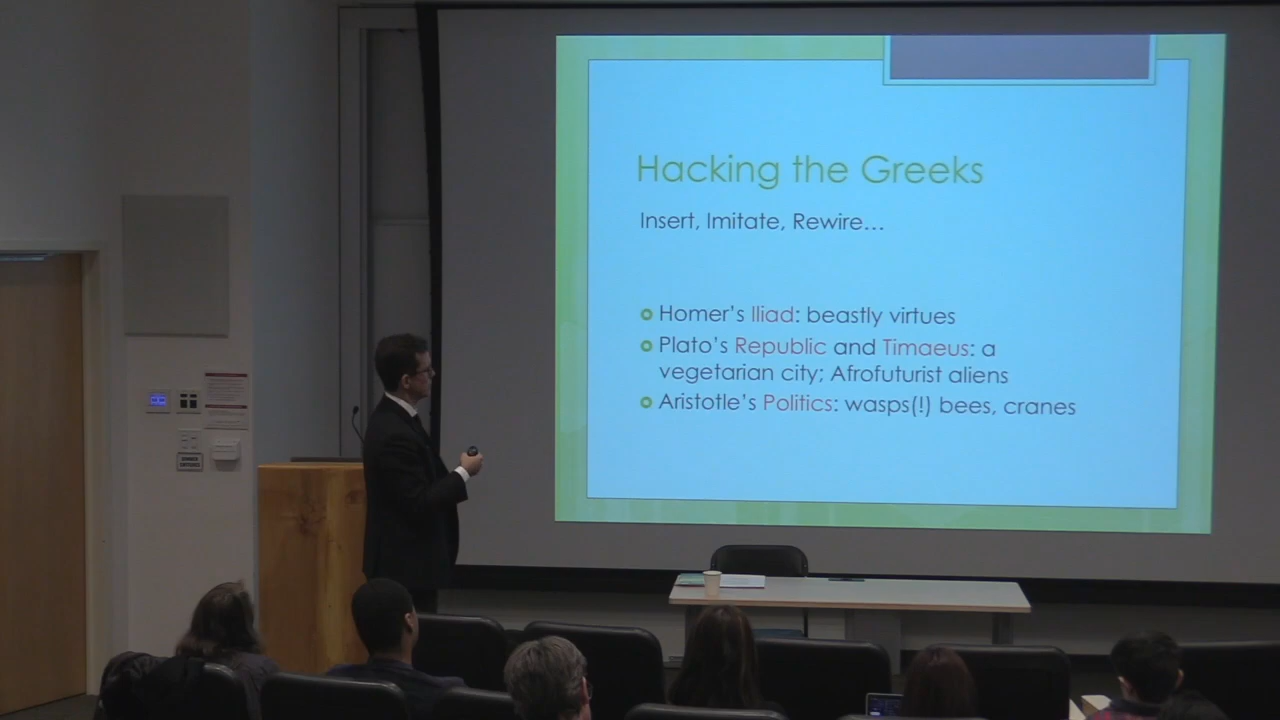 Hacking the Greeks
Insert, Imitate, Rewire…
Homer's Iliad: beastly virtues
Plato's Republic and Timaeus: a
vegetarian city; Afrofuturist aliens
Aristotle's Politics: wasps(!) bees, cranes